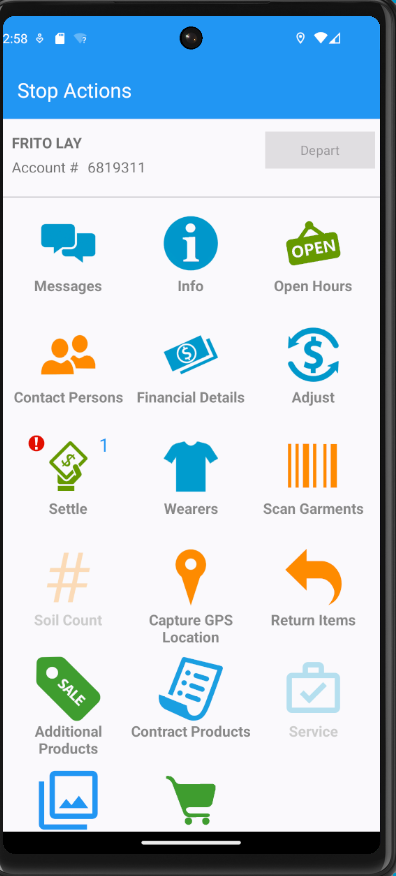 2:58
Stop Actions
FRITO LAY
Account # 6819311
Depart
OPEN
Messages
Info
Open Hours
Contact Persons
Financial Details
Adjust
1
Settle
Wearers
Scan Garments
#
Soil Count
Capture GPS
Location
Return Items
SALE
Additional
Products
Contract Products
Service